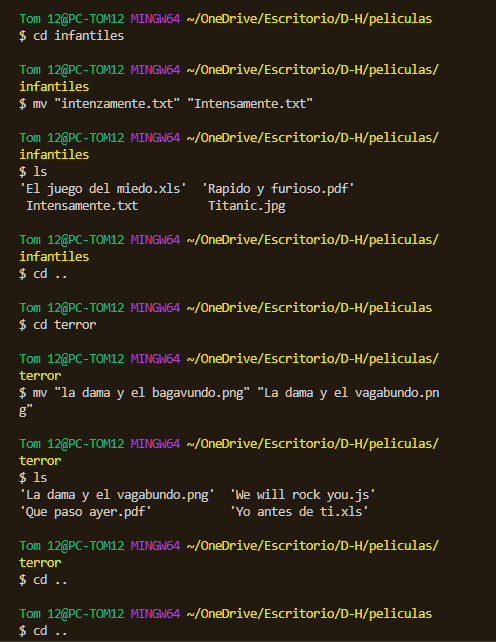 Tom 12@PC-TOM12 MINGW64 ~/OneDrive/Escritorio/D-H/peliculas
$ cd infantiles
Tom 12@PC-TOM12 MINGW64 ~/OneDrive/Escritorio/D-H/peliculas/
infantiles
$ mv "intenzamente.txt" "Intensamente.txt"
Tom 12@PC-TOM12 MINGW64 ~/OneDrive/Escritorio/D-H/peliculas/
infantiles
$ ls
'El juego del miedo.xls'  'Rapido y furioso.pdf'
 Intensamente.txt          Titanic.jpg
Tom 12@PC-TOM12 MINGW64 ~/OneDrive/Escritorio/D-H/peliculas/
infantiles
$ cd ..
Tom 12@PC-TOM12 MINGW64 ~/OneDrive/Escritorio/D-H/peliculas
$ cd terror
Tom 12@PC-TOM12 MINGW64 ~/OneDrive/Escritorio/D-H/peliculas/
terror
$ mv "la dama y el bagavundo.png" "La dama y el vagabundo.pn
g"
Tom 12@PC-TOM12 MINGW64 ~/OneDrive/Escritorio/D-H/peliculas/
terror
$ ls
'La dama y el vagabundo.png'  'We will rock you.js'
'Que paso ayer.pdf'           'Yo antes de ti.xls'
Tom 12@PC-TOM12 MINGW64 ~/OneDrive/Escritorio/D-H/peliculas/
terror
$ cd ..
Tom 12@PC-TOM12 MINGW64 ~/OneDrive/Escritorio/D-H/peliculas
$ cd ..